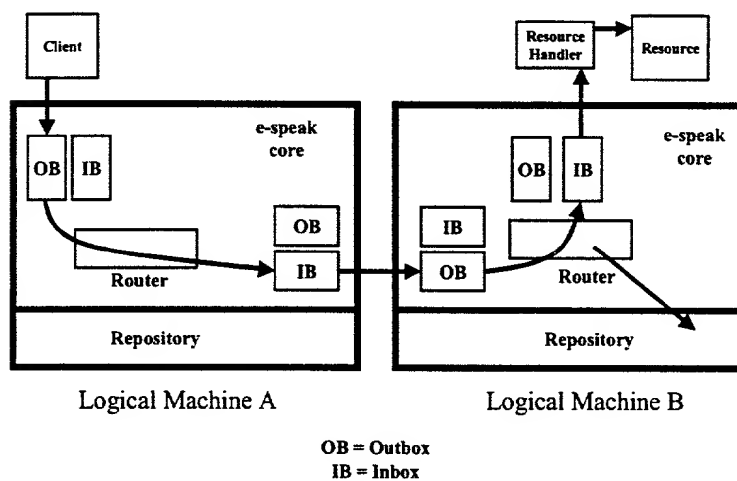 Client
Resource
Handler
Resource
e-speak
core
OB
IB
OB
IB
Router
Repository
e-speak
core
OB
IB
IB
OB
Router
Repository
Logical Machine A
Logical Machine B
OB = Outbox
IB = Inbox